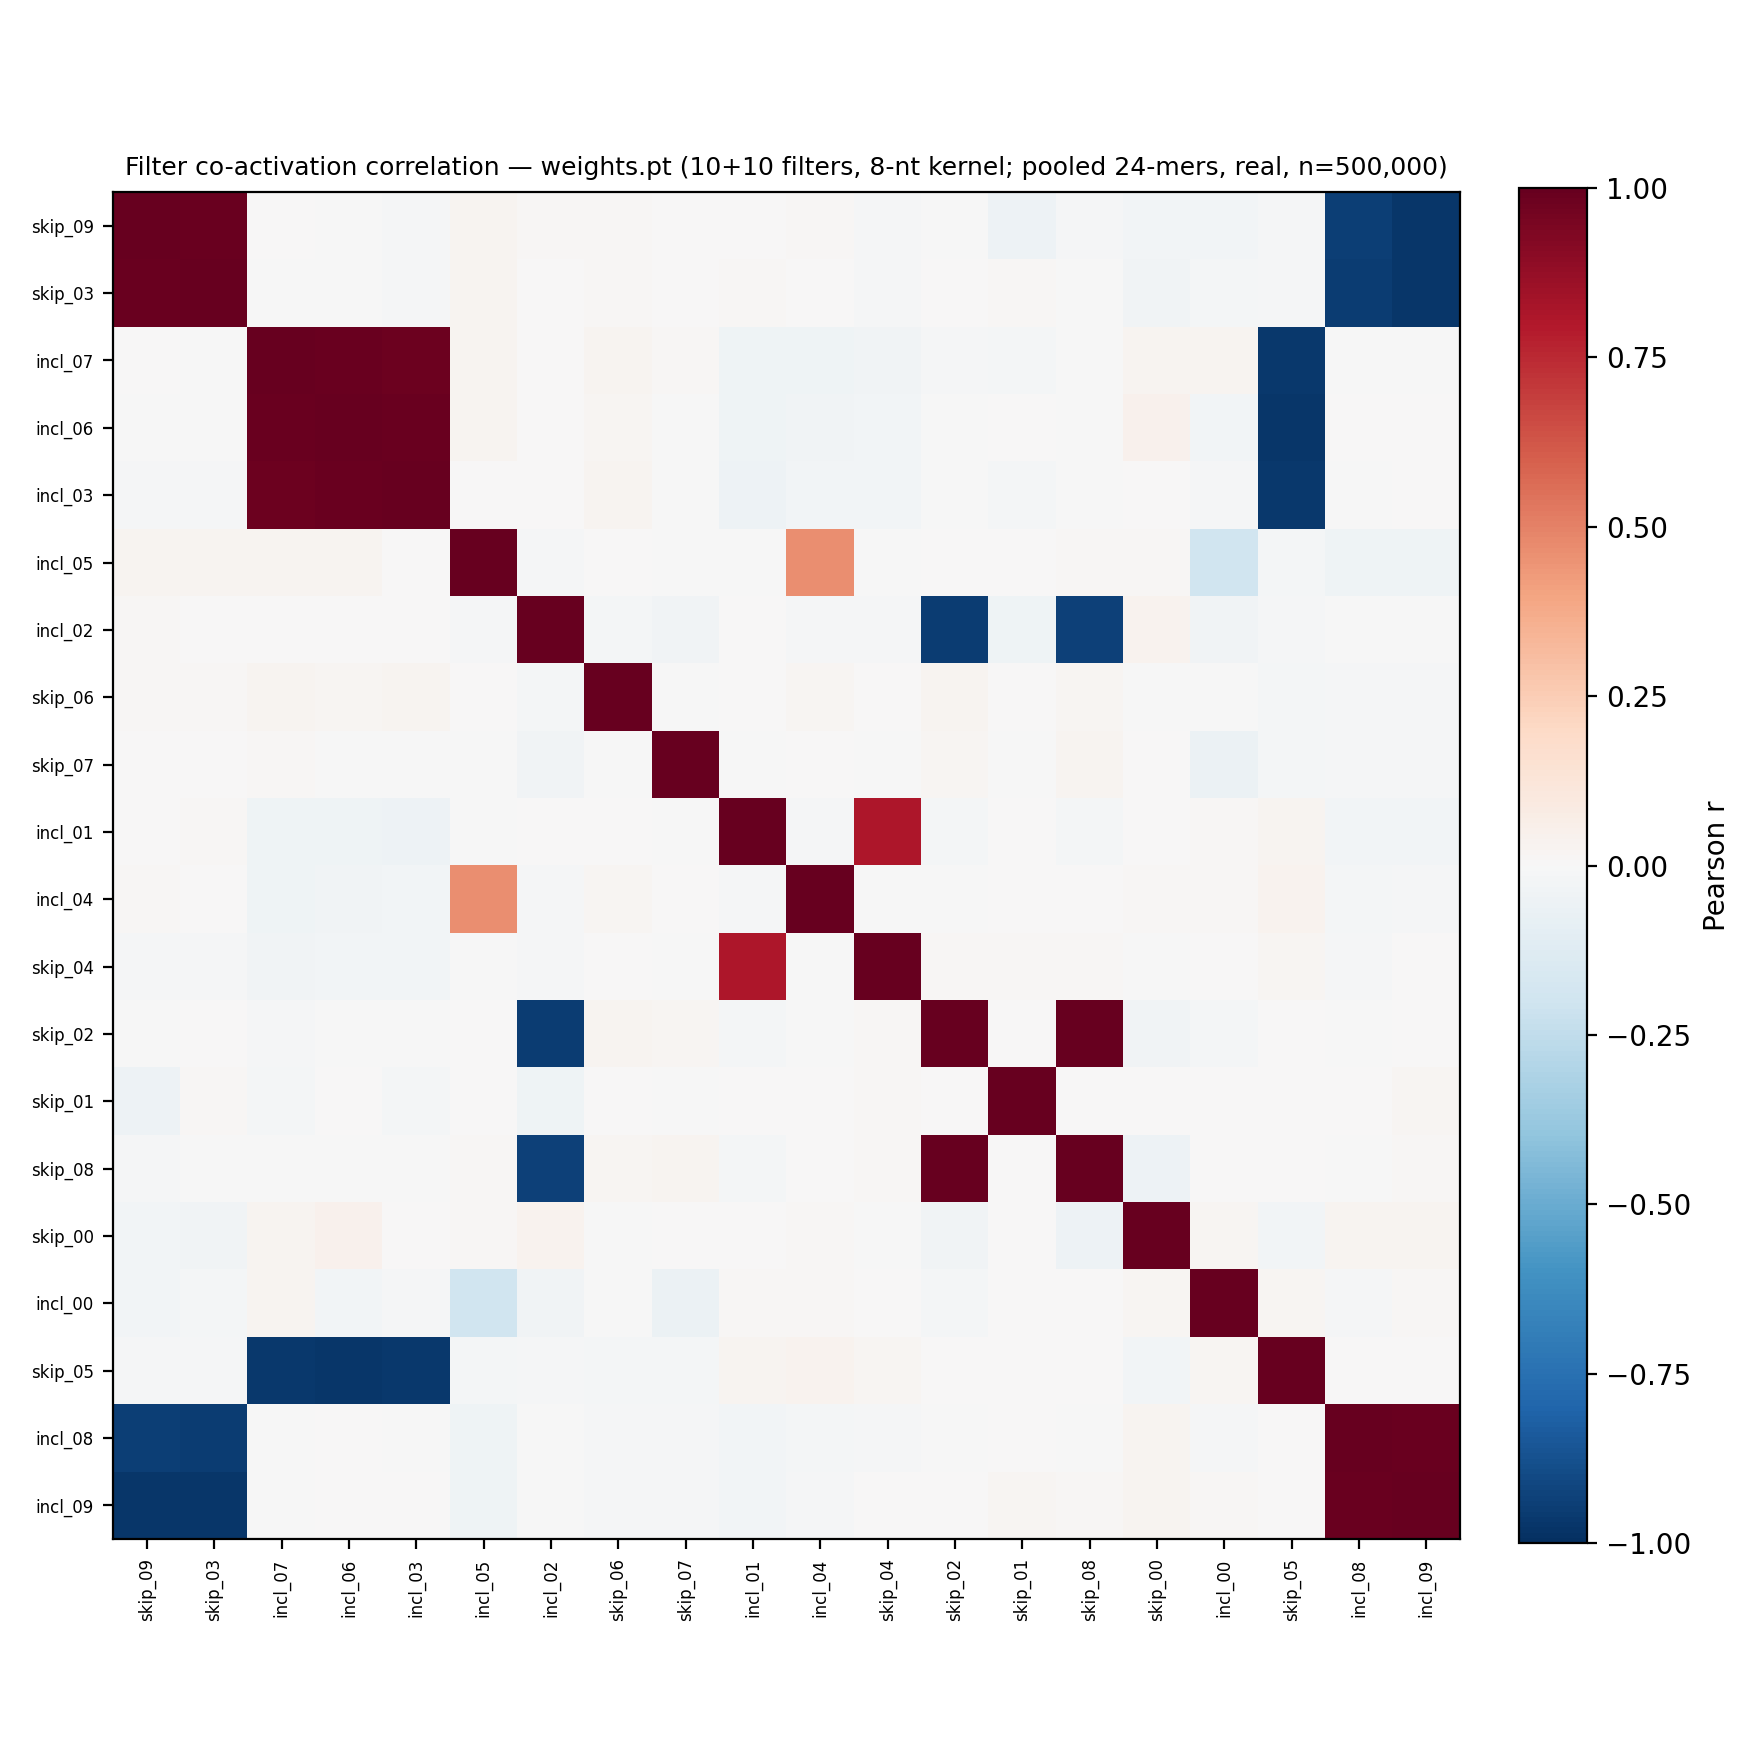 Filter co-activation correlation — weights.pt (10+10 filters, 8-nt kernel; pooled 24-mers, real, n=500,000)
skip_09
skip_03
incl_07
incl_06
incl_03
incl_05
incl_02
skip_06
skip_07
incl_01
incl_04
skip_04
skip_02
skip_01
skip_08
skip_00
incl_00
skip_05
incl_08
incl_09
skip_09
skip_03
incl_07
incl_06
incl_03
incl_05
incl_02
skip_06
skip_07
incl_01
incl_04
skip_04
skip_02
skip_01
skip_08
skip_00
incl_00
skip_05
incl_08
incl_09
1.00
0.75
0.50
0.25
0.00
−0.25
−0.50
−0.75
−1.00
Pearson r